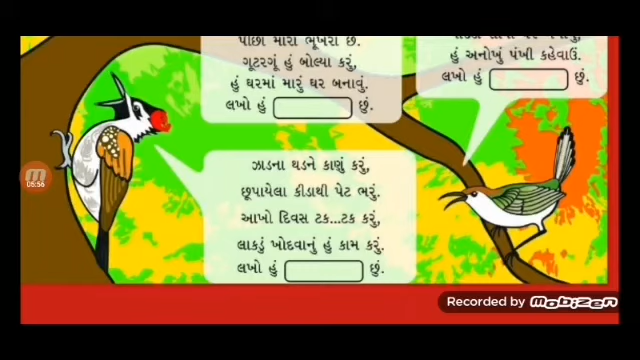 પીંછાં મારાં ભૂખરાં છે.
ગૂટરગૂં હું બોલ્યા કરું,
હું ઘરમાં મારું ઘર બનાવું.
લખો હું છું.
હું અનોખું પંખી કહેવાઉં.
લખો હું છું.
ઝાડના થડને કાણું કરું,
છૂપાયેલા કીડાથી પેટ ભરું.
આખો દિવસ ટક...ટક કરું,
લાકડું ખોદવાનું હું કામ કરું.
લખો હું છું.
05:56
Recorded by Mobizen